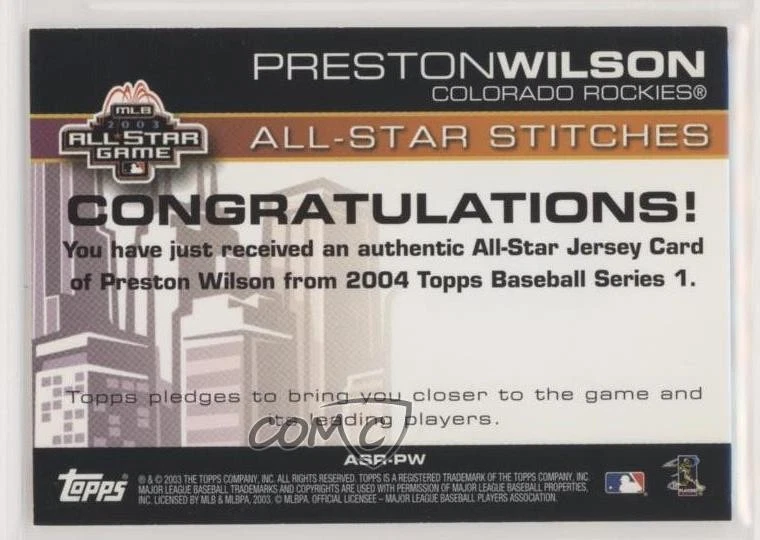 PRESTONWILSON
COLORADO ROCKIES®
MLB
2003
ALL-STAR
GAME
ALL-STAR STITCHES
CONGRATULATIONS!
You have just received an authentic All-Star Jersey Card
of Preston Wilson from 2004 Topps Baseball Series 1.
Topps pledges to bring you closer to the game and
its leading players.
COMC
ASR-PW
Topps
® & © 2003 THE TOPPS COMPANY, INC. ALL RIGHTS RESERVED. TOPPS IS A REGISTERED TRADEMARK OF THE TOPPS COMPANY, INC.
MAJOR LEAGUE BASEBALL TRADEMARKS AND COPYRIGHTS ARE USED WITH PERMISSION OF MAJOR LEAGUE BASEBALL PROPERTIES,
INC. LICENSED BY MLB & MLBPA, 2003. © MLBPA. OFFICIAL LICENSEE – MAJOR LEAGUE BASEBALL PLAYERS ASSOCIATION.